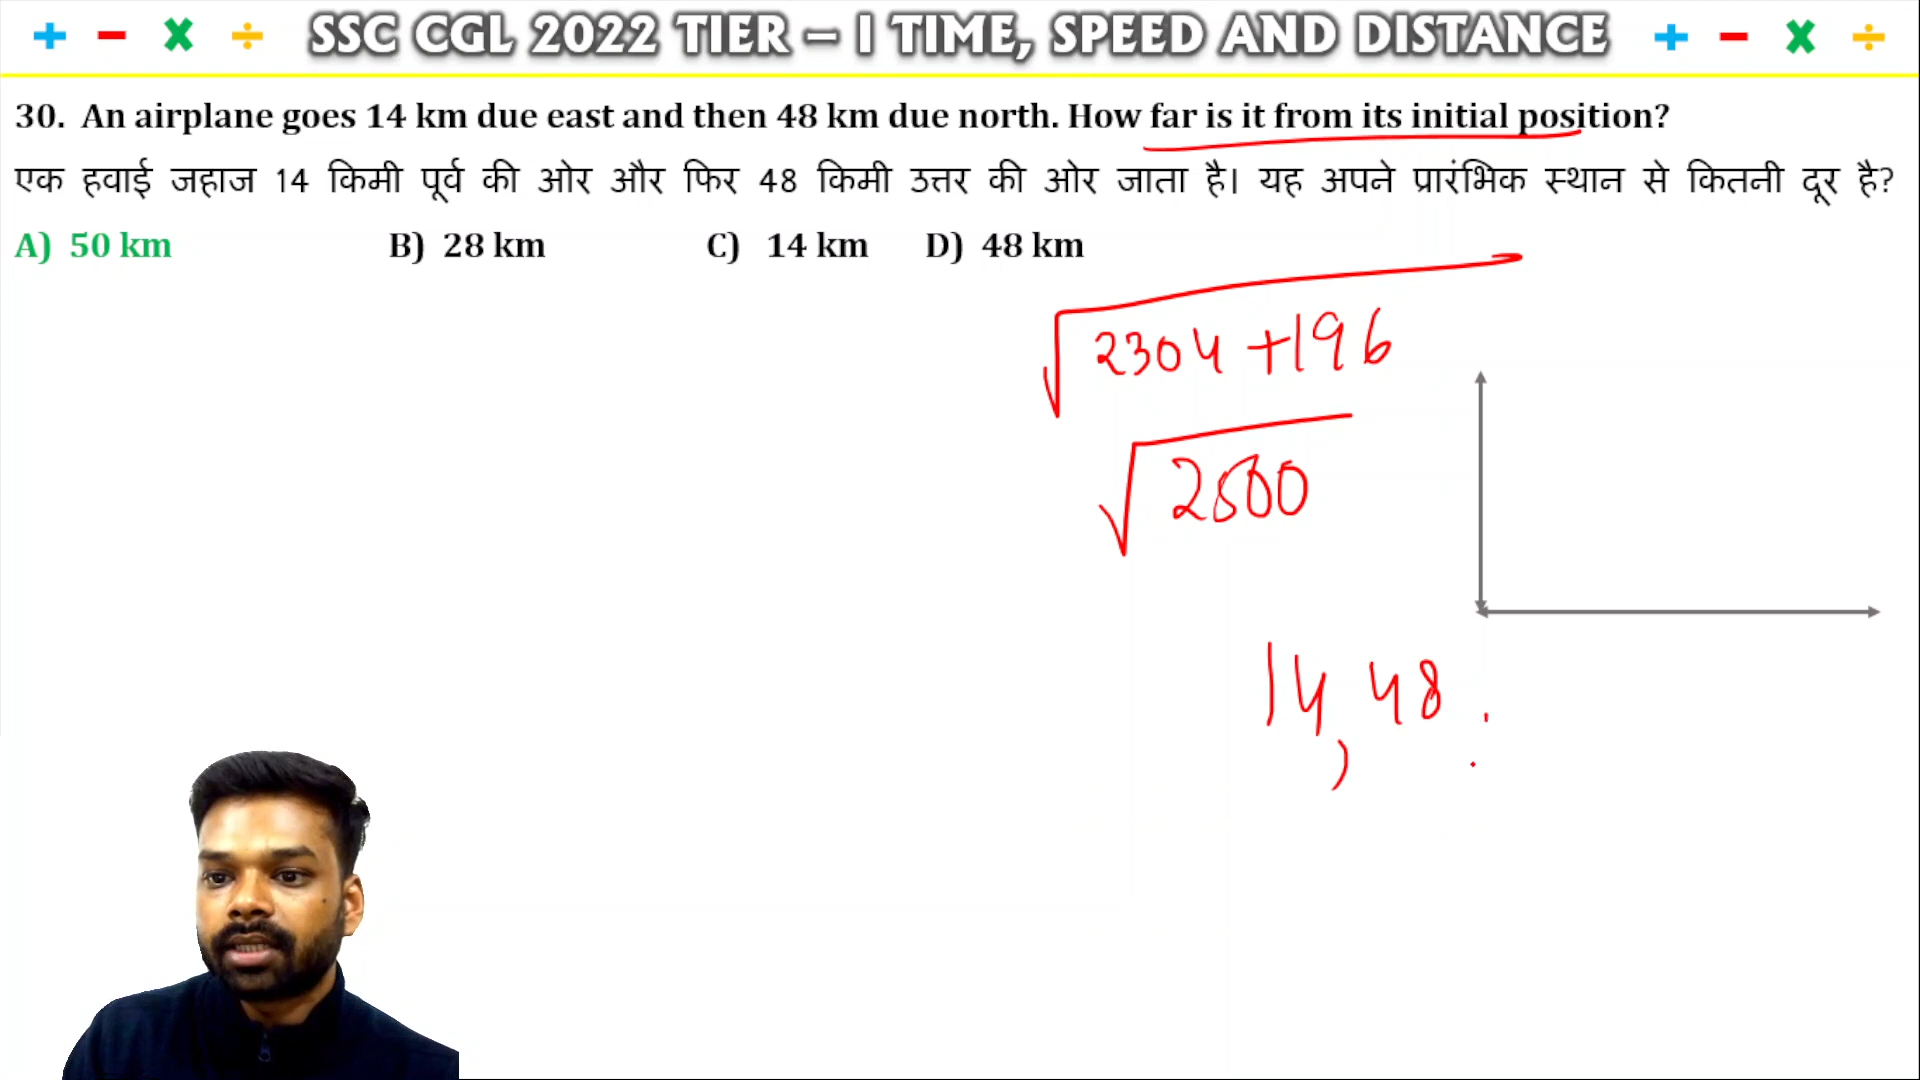 + - × ÷ SSC CGL 2022 TIER – I TIME, SPEED AND DISTANCE + - × ÷
30. An airplane goes 14 km due east and then 48 km due north. How far is it from its initial position?
एक हवाई जहाज 14 किमी पूर्व की ओर और फिर 48 किमी उत्तर की ओर जाता है। यह अपने प्रारंभिक स्थान से कितनी दूर है?
A) 50 km B) 28 km C) 14 km D) 48 km
√2304 + 196
√2500
14, 48